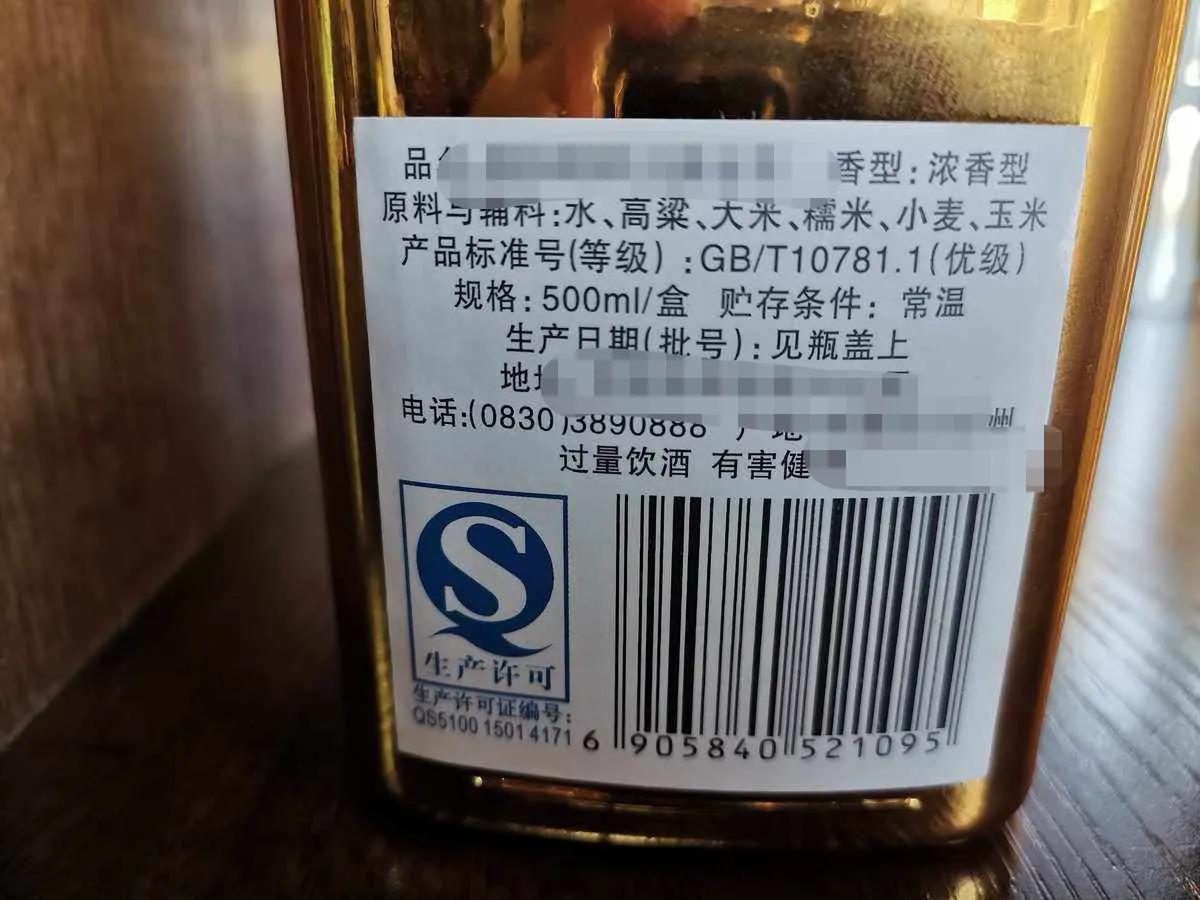 品 香型:浓香型
原料与辅料:水、高粱、大米、糯米、小麦、玉米
产品标准号(等级):GB/T10781.1(优级)
规格:500ml/盒 贮存条件:常温
生产日期(批号):见瓶盖上
地址
电话:(0830)3890888 产地 州
过量饮酒 有害健
S
生产许可
生产许可证编号:
QS5100 1501 4171
6 905840 521095